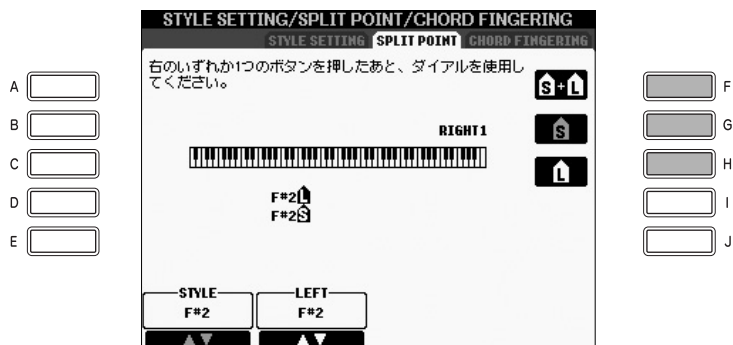 STYLE SETTING/SPLIT POINT/CHORD FINGERING
STYLE SETTING SPLIT POINT CHORD FINGERING
右のいずれか1つのボタンを押したあと、ダイアルを使用し
てください。
S+L
S
L
RIGHT1
F#2 L
F#2 S
STYLE LEFT
F#2 F#2
A
B
C
D
E
F
G
H
I
J